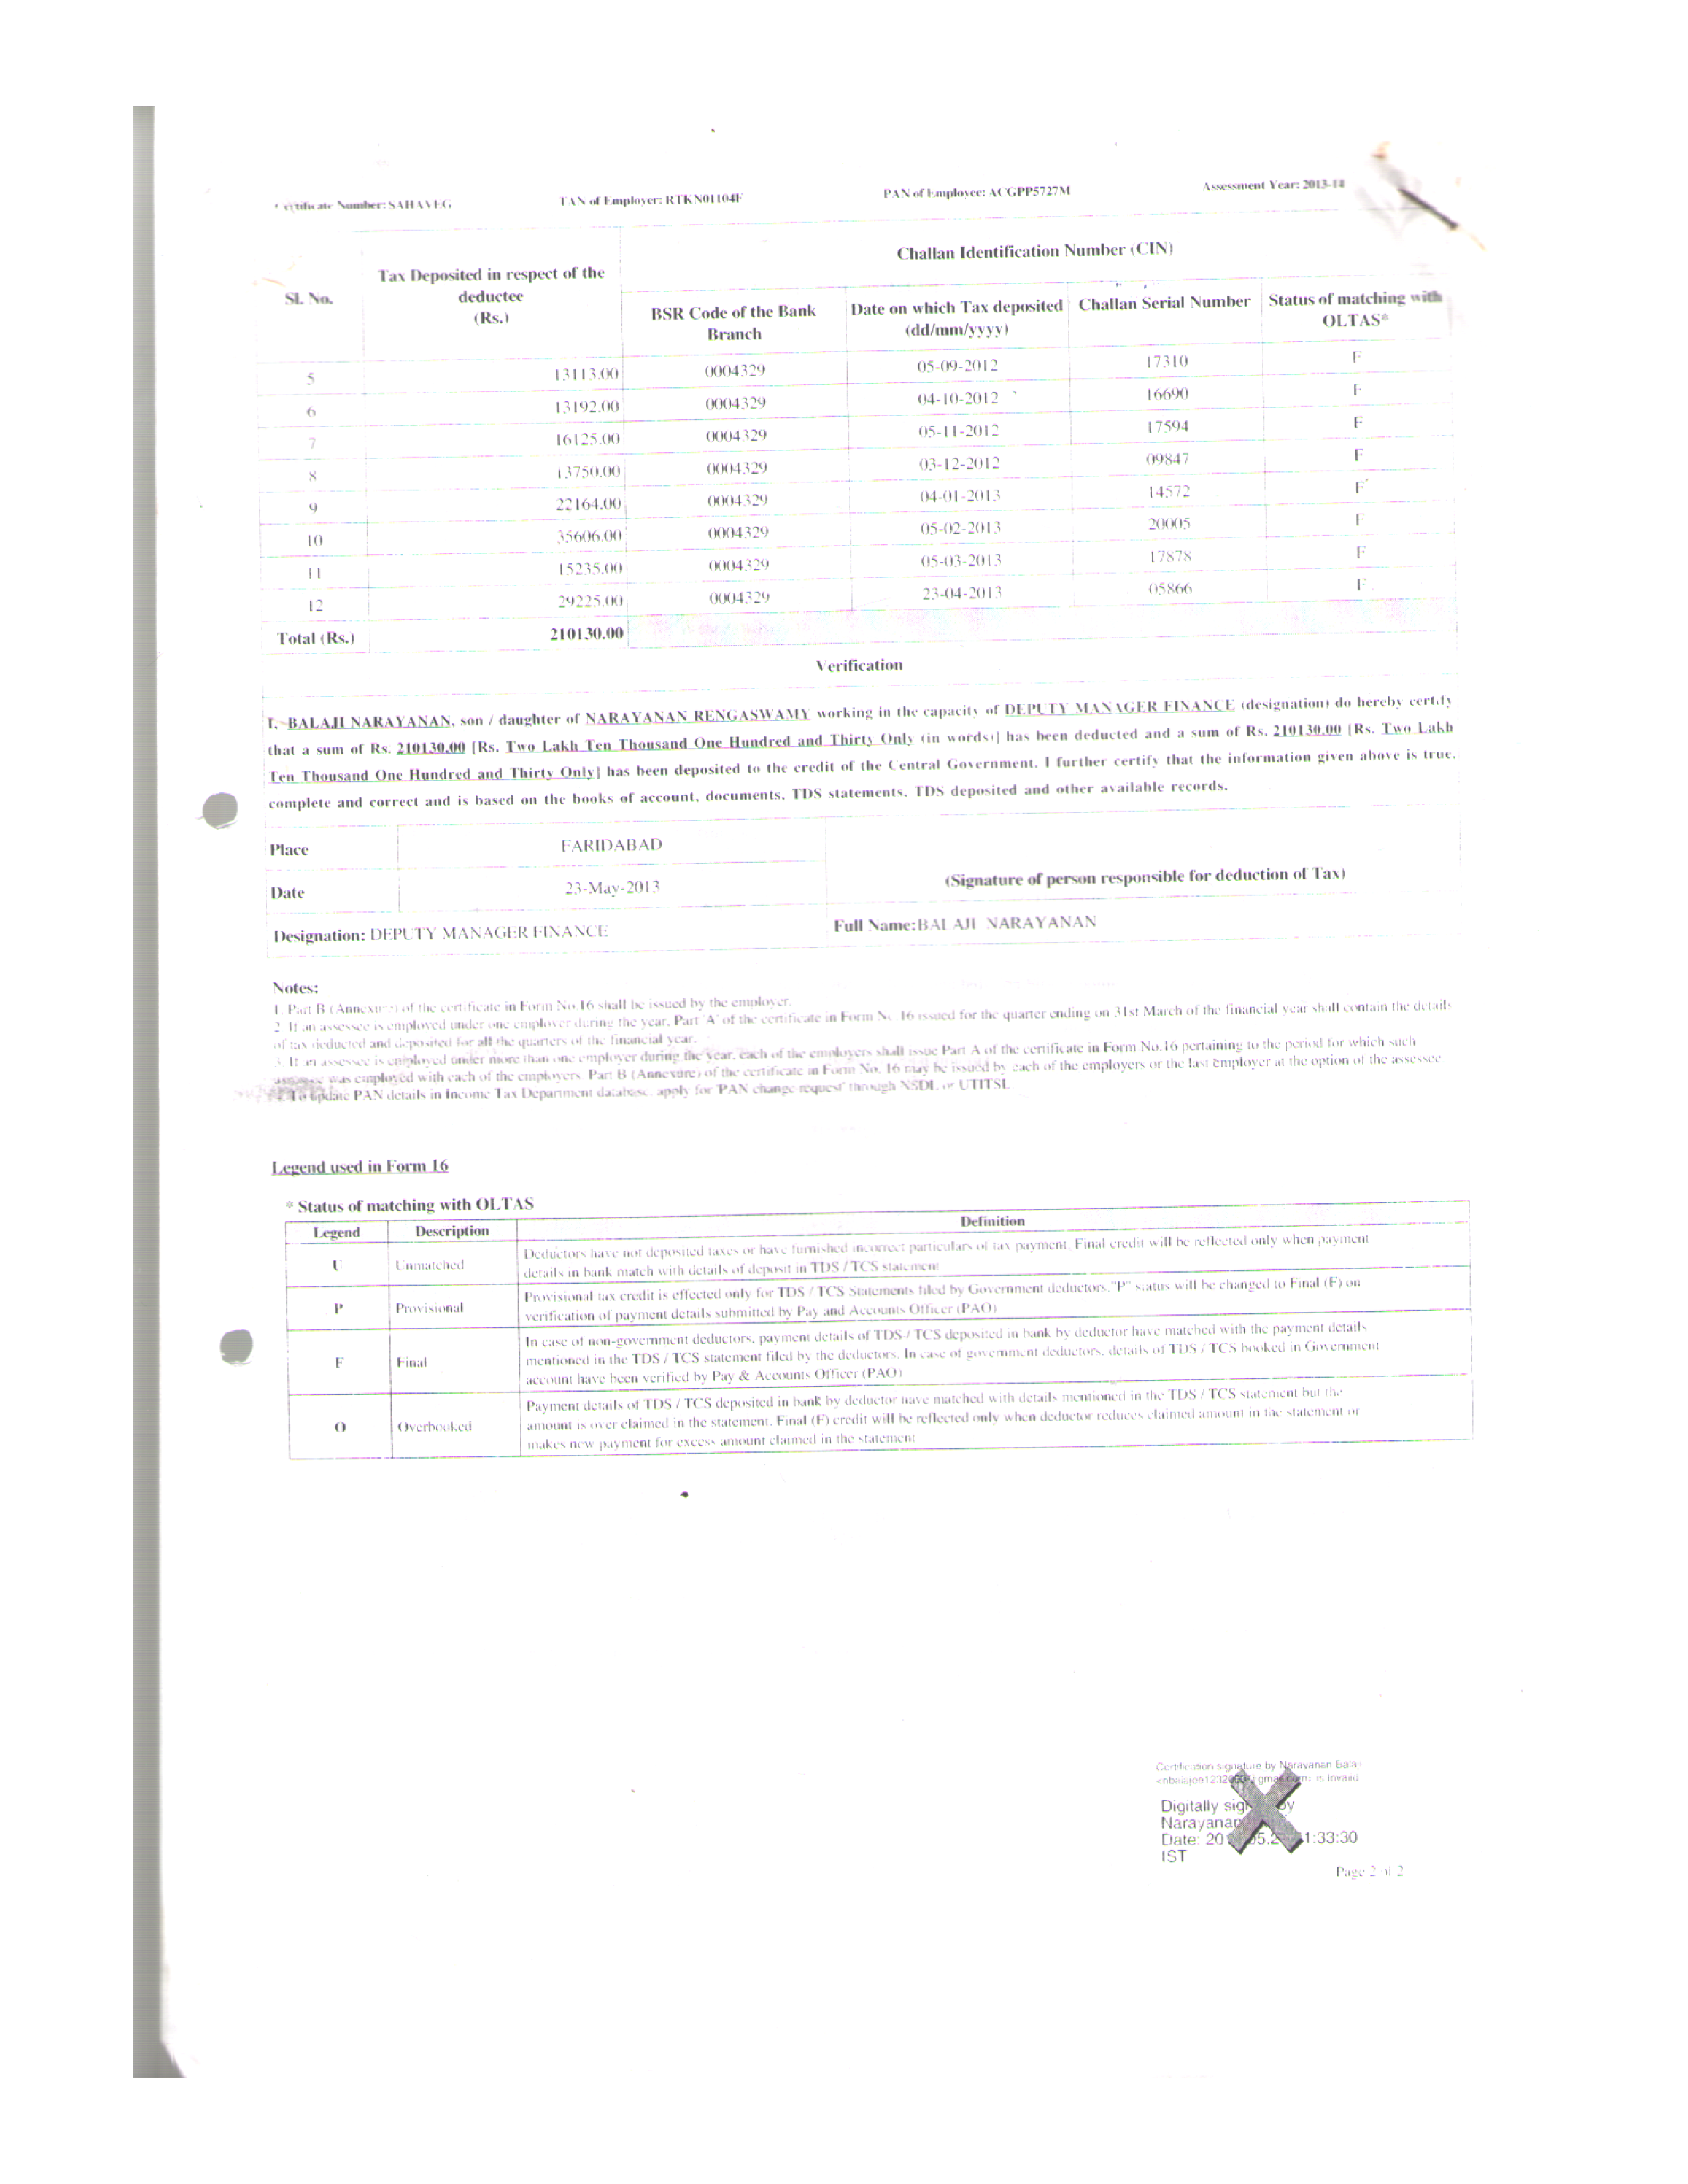 Certificate Number: SAHAVEG TAN of Employer: RTKN01104F PAN of Employee: ACGPP5727M Assessment Year: 2013-14
Sl. No. Tax Deposited in respect of the deductee (Rs.) Challan Identification Number (CIN)
BSR Code of the Bank Branch Date on which Tax deposited (dd/mm/yyyy) Challan Serial Number Status of matching with OLTAS*
5 13113.00 0004329 05-09-2012 17310 F
6 13192.00 0004329 04-10-2012 16690 F
7 16125.00 0004329 05-11-2012 17594 F
8 13750.00 0004329 03-12-2012 09847 F
9 22164.00 0004329 04-01-2013 14572 F
10 35606.00 0004329 05-02-2013 20005 F
11 15235.00 0004329 05-03-2013 17878 F
12 29225.00 0004329 23-04-2013 05866 F
Total (Rs.) 210130.00
Verification
I, BALAJI NARAYANAN, son / daughter of NARAYANAN RENGASWAMY working in the capacity of DEPUTY MANAGER FINANCE (designation) do hereby certify
that a sum of Rs. 210130.00 [Rs. Two Lakh Ten Thousand One Hundred and Thirty Only (in words)] has been deducted and a sum of Rs. 210130.00 [Rs. Two Lakh
Ten Thousand One Hundred and Thirty Only] has been deposited to the credit of the Central Government. I further certify that the information given above is true,
complete and correct and is based on the books of account, documents, TDS statements, TDS deposited and other available records.
Place FARIDABAD
Date 23-May-2013 (Signature of person responsible for deduction of Tax)
Designation: DEPUTY MANAGER FINANCE Full Name:BALAJI NARAYANAN
Notes:
1. Part B (Annexure) of the certificate in Form No.16 shall be issued by the employer.
2. If an assessee is employed under one employer during the year, Part 'A' of the certificate in Form No. 16 issued for the quarter ending on 31st March of the financial year shall contain the details
of tax deducted and deposited for all the quarters of the financial year.
3. If an assessee is employed under more than one employer during the year, each of the employers shall issue Part A of the certificate in Form No.16 pertaining to the period for which such
assessee was employed with each of the employers. Part B (Annexure) of the certificate in Form No. 16 may be issued by each of the employers or the last employer at the option of the assessee.
4. To update PAN details in Income Tax Department database, apply for 'PAN change request' through NSDL or UTITSL
Legend used in Form 16
* Status of matching with OLTAS
Legend Description Definition
U Unmatched Deductors have not deposited taxes or have furnished incorrect particulars of tax payment. Final credit will be reflected only when payment
details in bank match with details of deposit in TDS / TCS statement
P Provisional Provisional tax credit is effected only for TDS / TCS Statements filed by Government deductors."P" status will be changed to Final (F) on
verification of payment details submitted by Pay and Accounts Officer (PAO)
F Final In case of non-government deductors, payment details of TDS / TCS deposited in bank by deductor have matched with the payment details
mentioned in the TDS / TCS statement filed by the deductors. In case of government deductors, details of TDS / TCS booked in Government
account have been verified by Pay & Accounts Officer (PAO)
O Overbooked Payment details of TDS / TCS deposited in bank by deductor have matched with details mentioned in the TDS / TCS statement but the
amount is over claimed in the statement. Final (F) credit will be reflected only when deductor reduces claimed amount in the statement or
makes new payment for excess amount claimed in the statement
Certification signature by Narayanan Balaji
is invalid
Digitally signed by
Narayanan
Date: 1:33:30
IST
Page 2 of 2